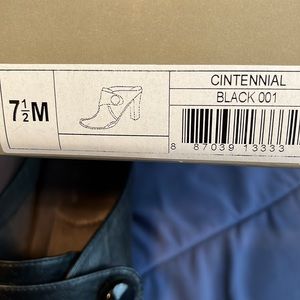 7½M
CINTENNIAL
BLACK 001
8 87039 13333